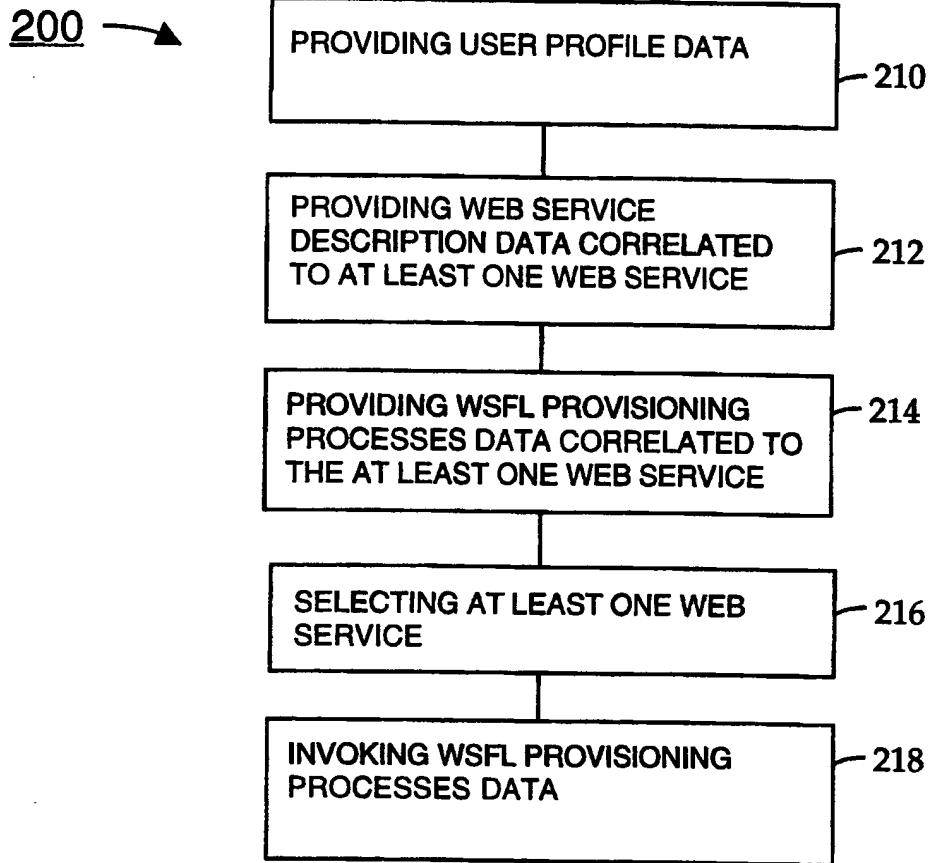 200
PROVIDING USER PROFILE DATA
210
PROVIDING WEB SERVICE
DESCRIPTION DATA CORRELATED
TO AT LEAST ONE WEB SERVICE
212
PROVIDING WSFL PROVISIONING
PROCESSES DATA CORRELATED TO
THE AT LEAST ONE WEB SERVICE
214
SELECTING AT LEAST ONE WEB
SERVICE
216
INVOKING WSFL PROVISIONING
PROCESSES DATA
218